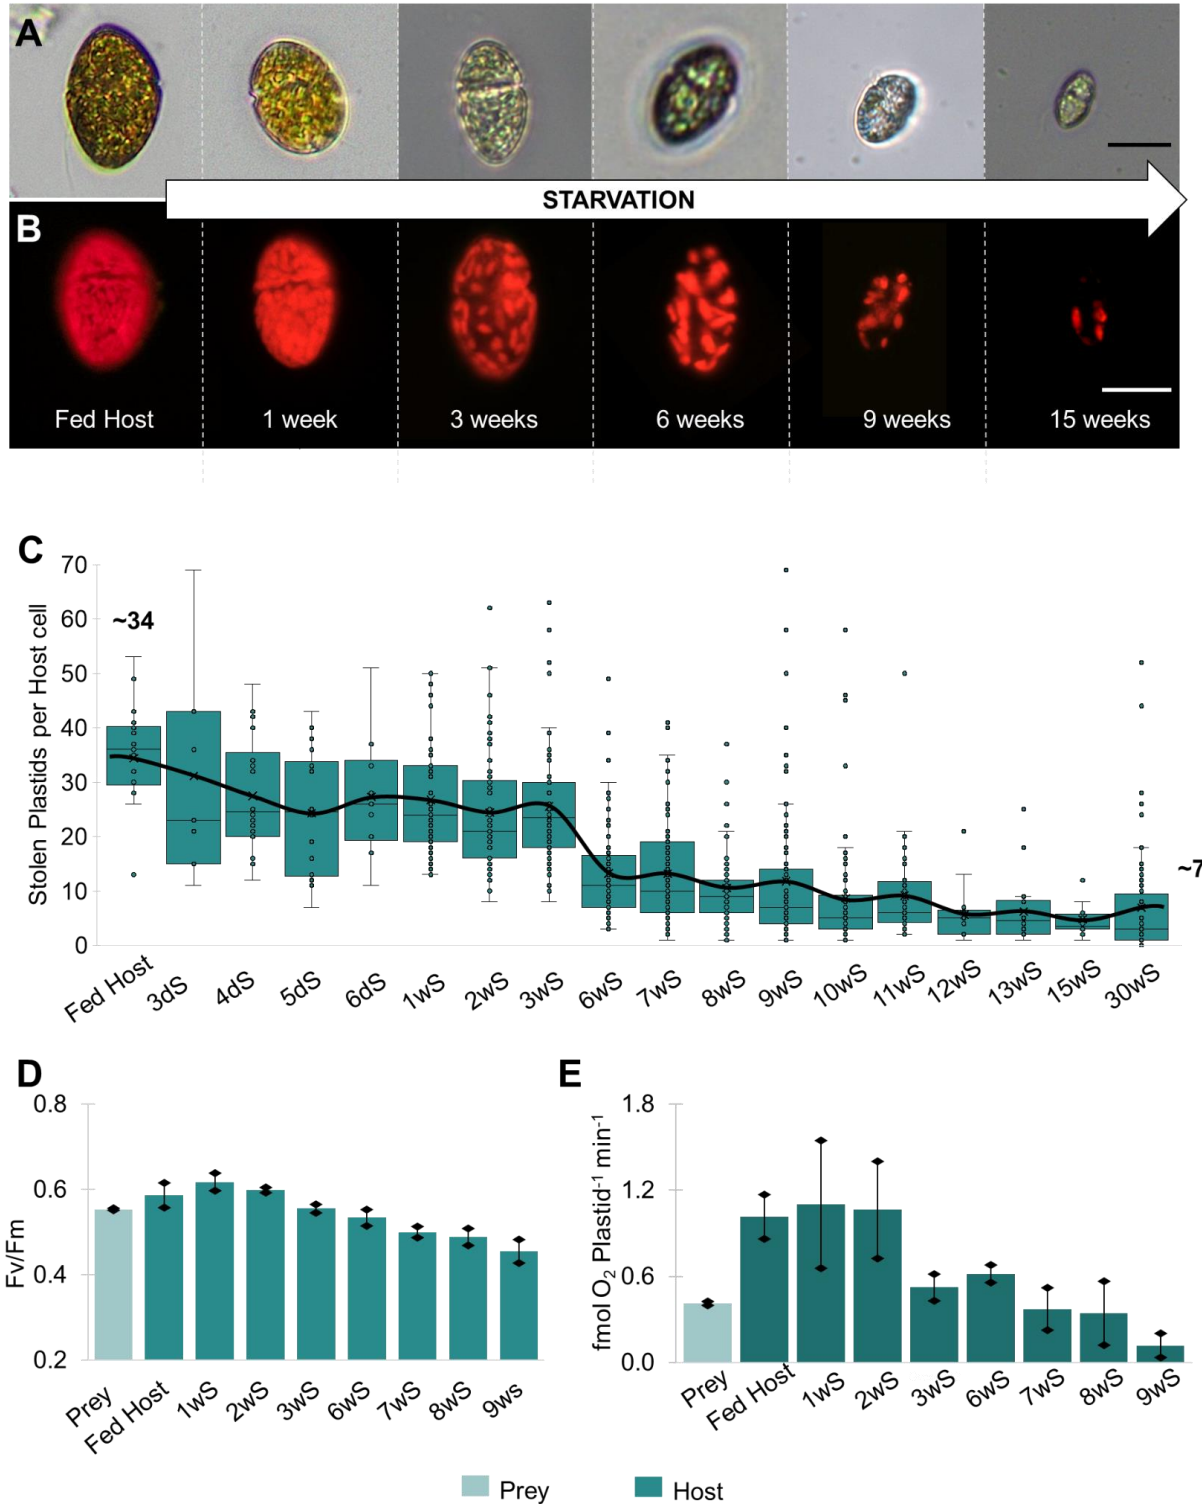 A
STARVATION
B
Fed Host
1 week
3 weeks
6 weeks
9 weeks
15 weeks
C
Stolen Plastids per Host cell
70
60
50
40
30
20
10
0
~34
~7
Fed Host
3dS
4dS
5dS
6dS
1wS
2wS
3wS
6wS
7wS
8wS
9wS
10wS
11wS
12wS
13wS
15wS
30wS
D
Fv/Fm
0.8
0.6
0.4
0.2
Prey
Fed Host
1wS
2wS
3wS
6wS
7wS
8wS
9ws
E
fmol O₂ Plastid⁻¹ min⁻¹
1.8
1.2
0.6
0.0
Prey
Fed Host
1wS
2wS
3wS
6wS
7wS
8wS
9wS
Prey
Host